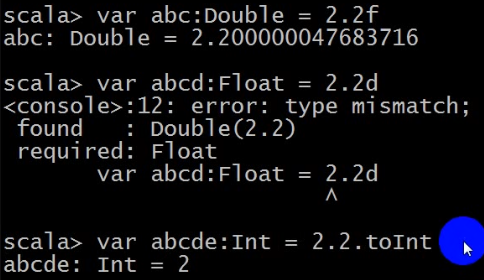 scala> var abc:Double = 2.2f
abc: Double = 2.200000047683716
scala> var abcd:Float = 2.2d
<console>:12: error: type mismatch;
 found   : Double(2.2)
 required: Float
       var abcd:Float = 2.2d
                        ^
scala> var abcde:Int = 2.2.toInt
abcde: Int = 2